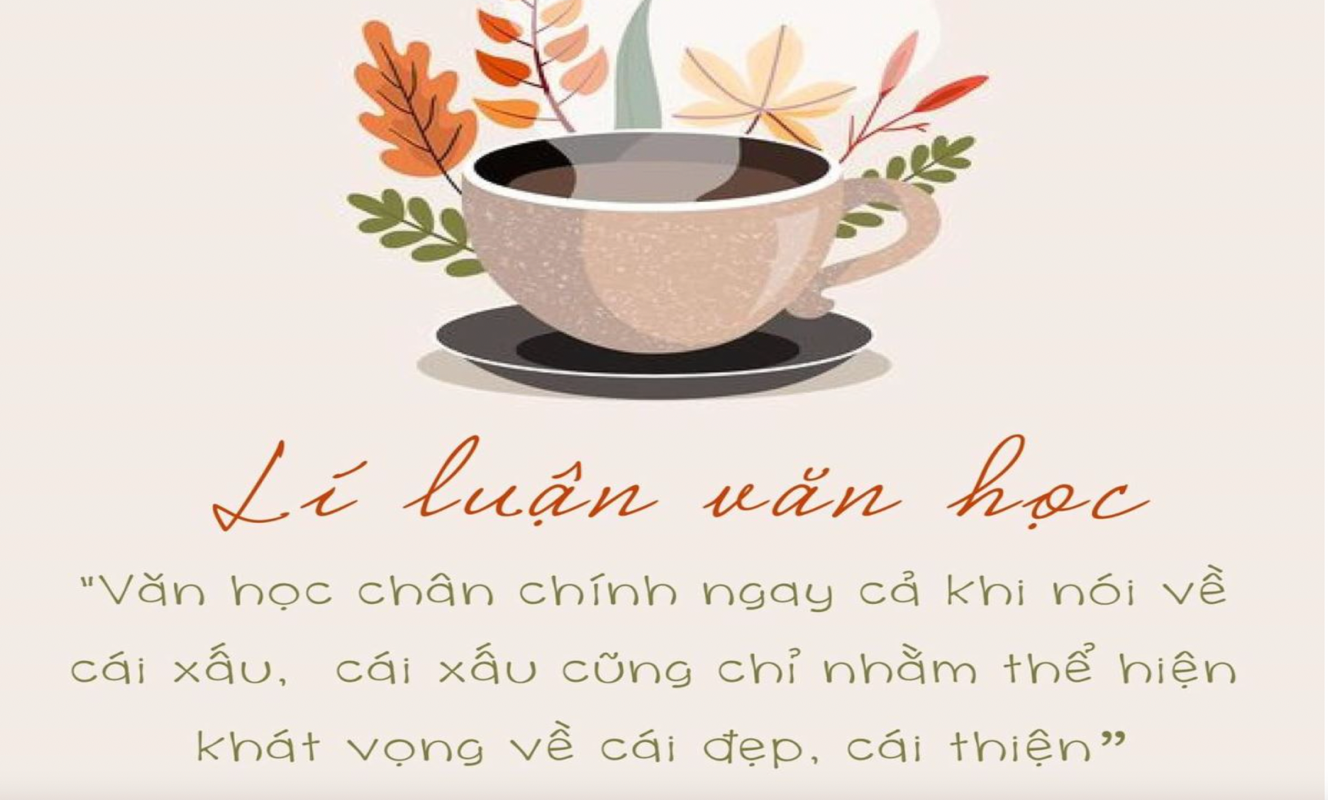 Lí luận văn học
"Văn học chân chính ngay cả khi nói về
cái xấu, cái xấu cũng chỉ nhằm thể hiện
khát vọng về cái đẹp, cái thiện”